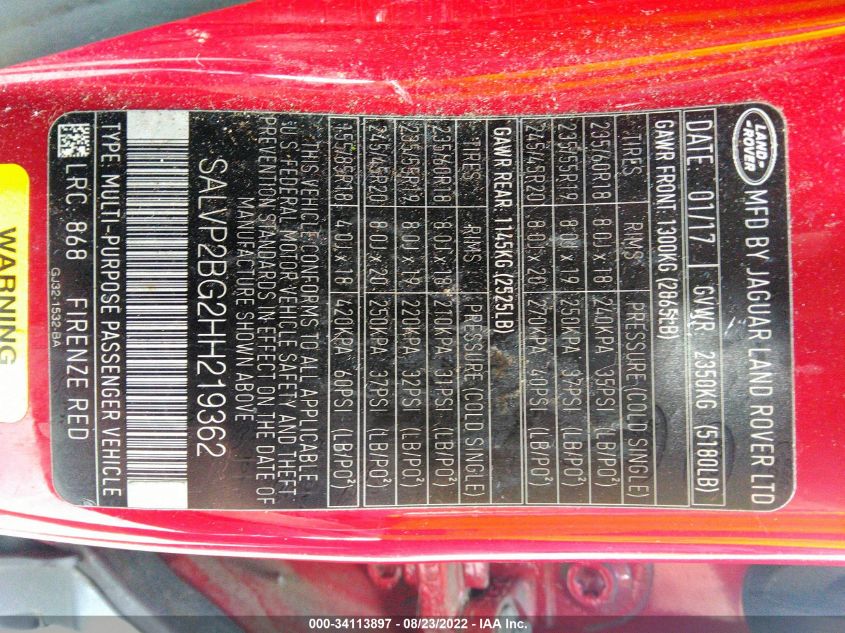 LAND-
-ROVER
MFD BY JAGUAR LAND ROVER LTD
DATE: 01/17 GVWR 2350KG (5180LB)
GAWR FRONT 1300KG (2865LB)
TIRES RIMS PRESSURE (COLD SINGLE)
235/60R18 8.0J x 18 240KPA 35PSI (LB/PO²)
235/55R19 8.0J x 19 250KPA 37PSI (LB/PO²)
245/45R20 8.0J x 20 270KPA 40PSI (LB/PO²)
GAWR REAR: 1145KG (2525LB)
TIRES RIMS PRESSURE (COLD SINGLE)
235/60R18 8.0J x 18 210KPA 31PSI (LB/PO²)
235/55R19 8.0J x 19 220KPA 32PSI (LB/PO²)
245/45R20 8.0J x 20 250KPA 37PSI (LB/PO²)
4.0J x 18 420KPA 60PSI (LB/PO²)
THIS VEHICLE CONFORMS TO ALL APPLICABLE
U S FEDERAL MOTOR VEHICLE SAFETY AND THEFT
PREVENTION STANDARDS IN EFFECT ON THE DATE OF
MANUFACTURE SHOWN ABOVE
SALVP2BG2HH219362
TYPE: MULTI-PURPOSE PASSENGER VEHICLE
LRC 868 FIRENZE RED
GJ32-1532-BA
WARNING
000-34113897 - 08/23/2022 - IAA Inc.